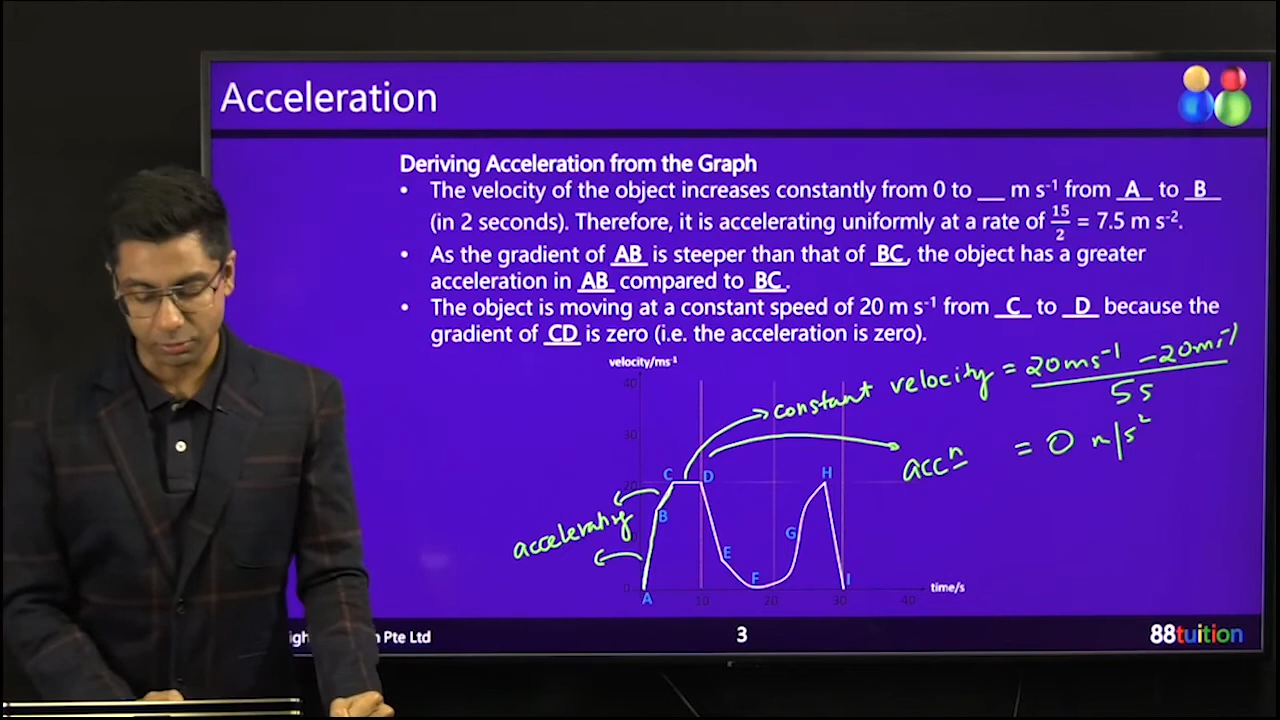 Acceleration
Deriving Acceleration from the Graph
• The velocity of the object increases constantly from 0 to __ m s⁻¹ from A to B
(in 2 seconds). Therefore, it is accelerating uniformly at a rate of 15/2 = 7.5 m s⁻².
• As the gradient of AB is steeper than that of BC, the object has a greater
acceleration in AB compared to BC.
• The object is moving at a constant speed of 20 m s⁻¹ from C to D because the
gradient of CD is zero (i.e. the acceleration is zero).
velocity/ms⁻¹
constant velocity = 20ms⁻¹ - 20ms⁻¹
5s
accⁿ = 0 m/s²
40
30
20
C D H
B
accelerating
G
E
F
I
0
A
10 20 30 40
time/s
Pte Ltd
3
88tuition